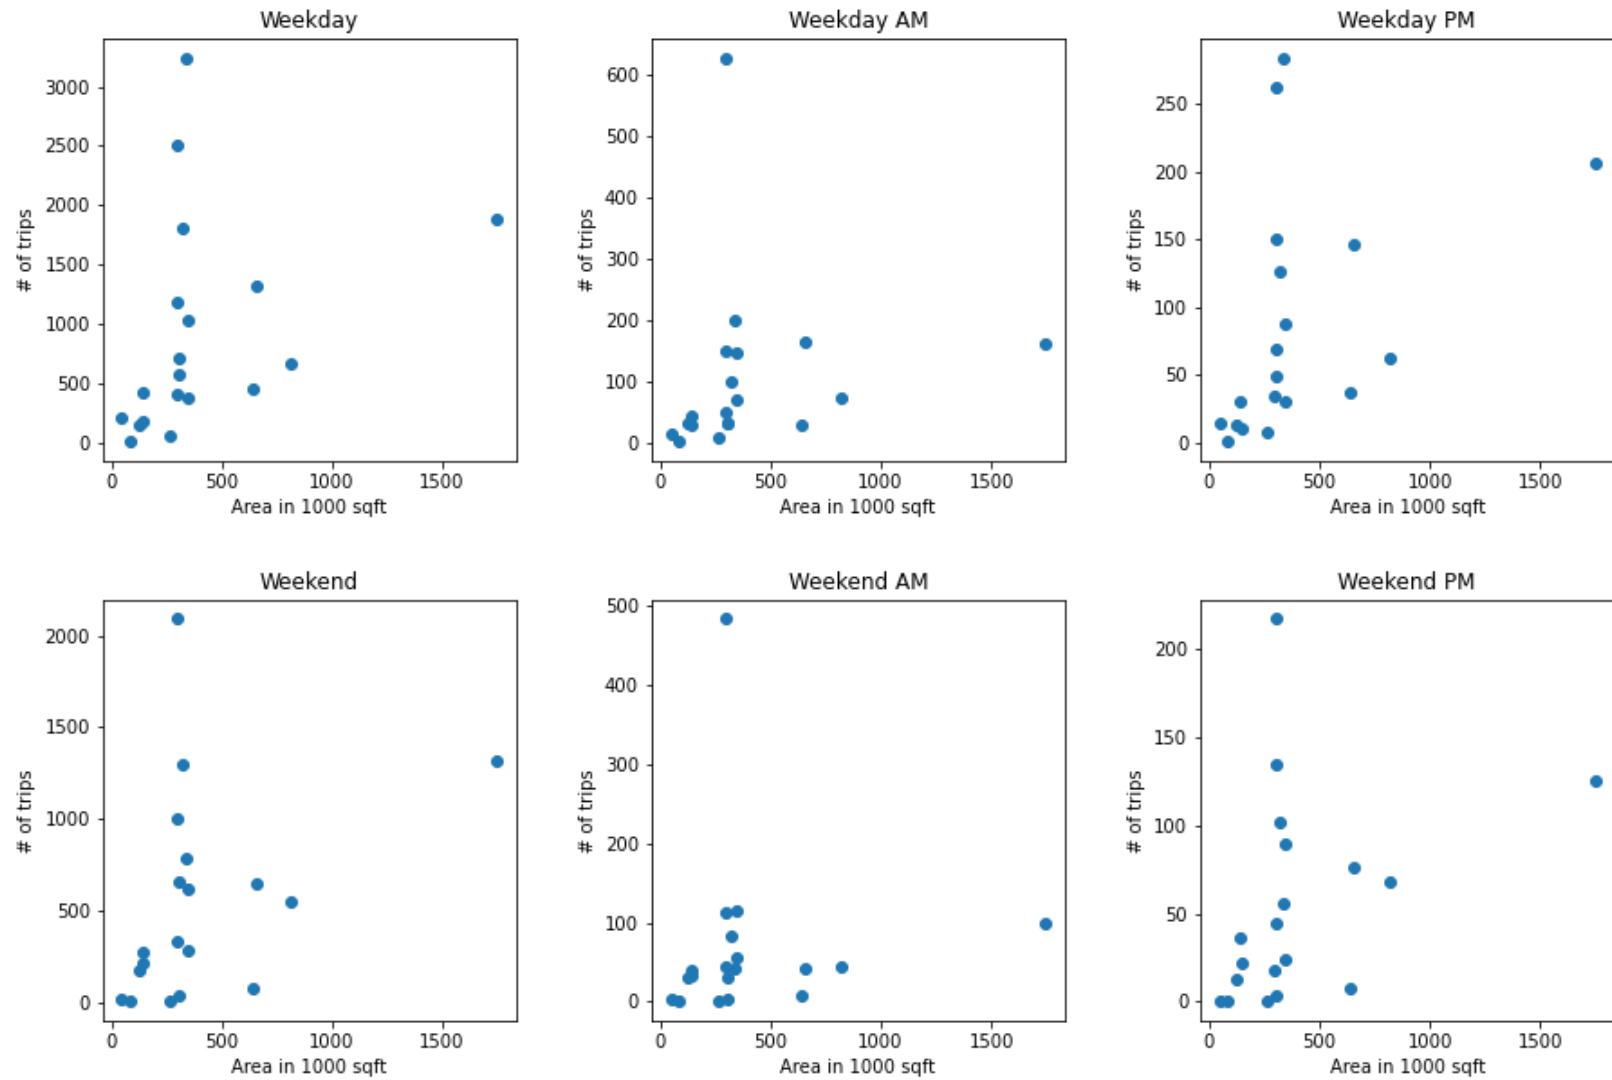 Weekday
3000
2500
2000
1500
1000
500
0
# of trips
0 500 1000 1500
Area in 1000 sqft
Weekday AM
600
500
400
300
200
100
0
# of trips
0 500 1000 1500
Area in 1000 sqft
Weekday PM
250
200
150
100
50
0
# of trips
0 500 1000 1500
Area in 1000 sqft
Weekend
2000
1500
1000
500
0
# of trips
0 500 1000 1500
Area in 1000 sqft
Weekend AM
500
400
300
200
100
0
# of trips
0 500 1000 1500
Area in 1000 sqft
Weekend PM
200
150
100
50
0
# of trips
0 500 1000 1500
Area in 1000 sqft